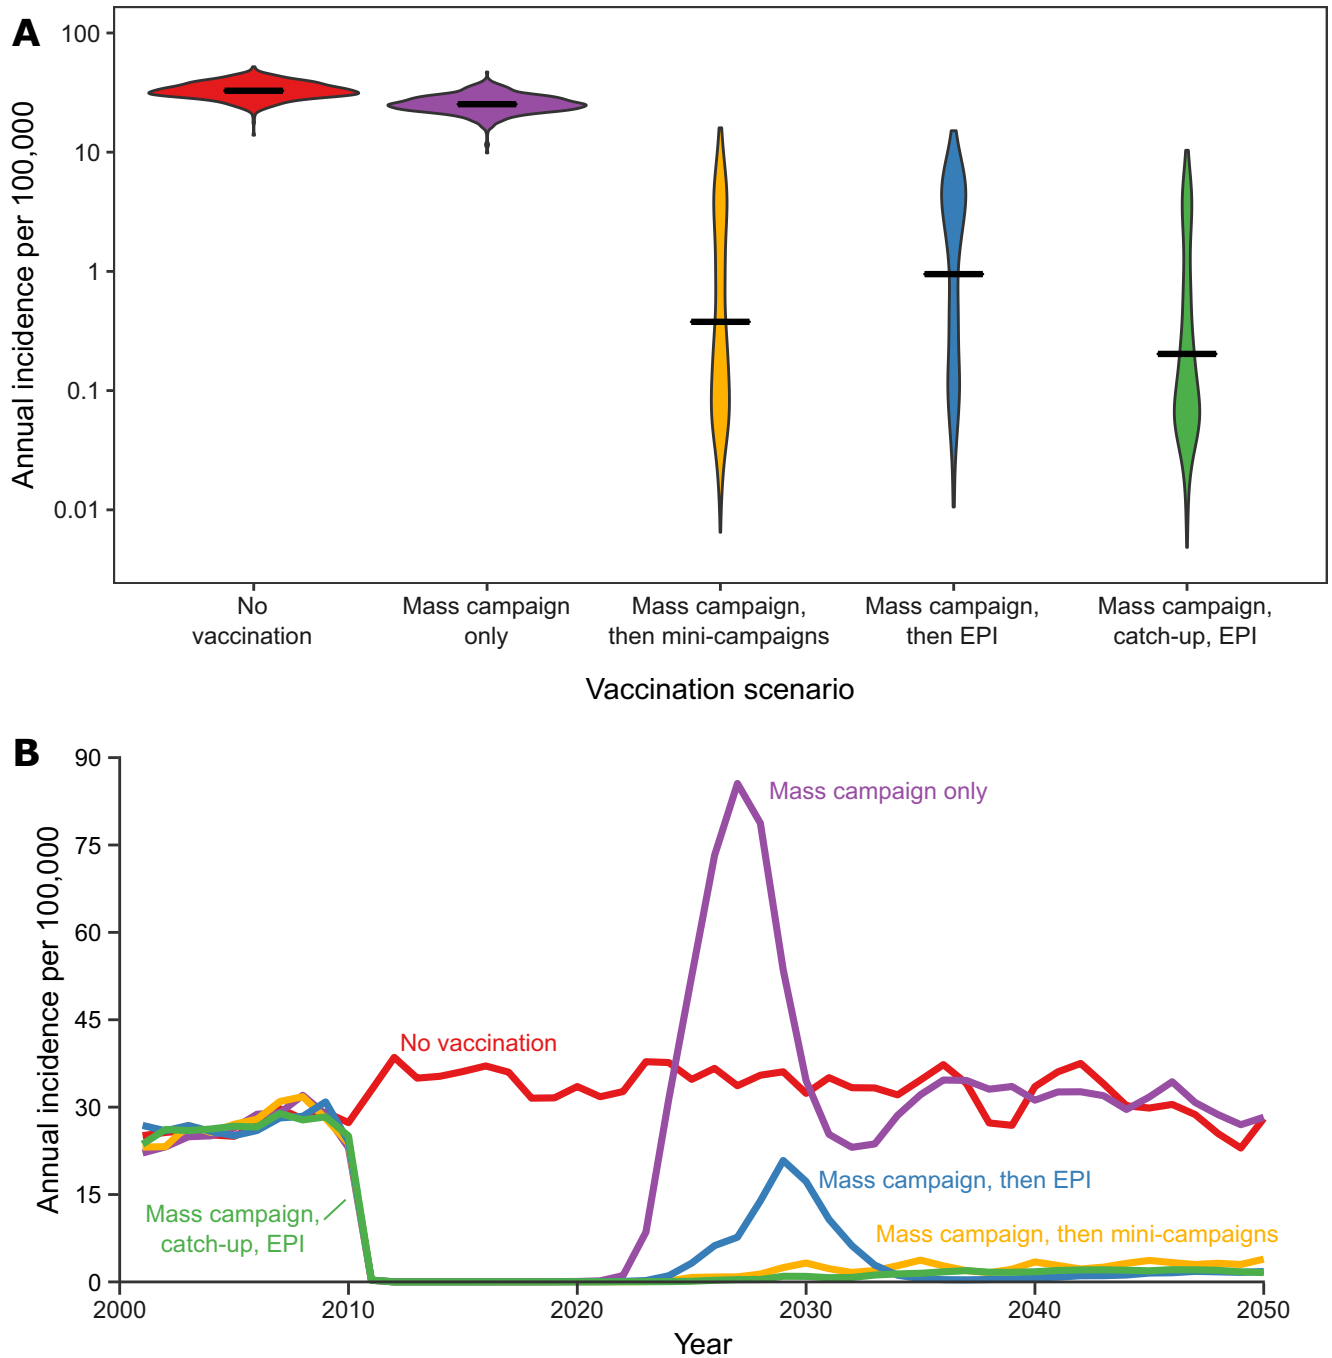 A
100
10
1
0.1
0.01
Annual incidence per 100,000
No
vaccination
Mass campaign
only
Mass campaign,
then mini-campaigns
Mass campaign,
then EPI
Mass campaign,
catch-up, EPI
Vaccination scenario
B
90
75
60
45
30
15
0
Annual incidence per 100,000
Mass campaign only
No vaccination
Mass campaign, then EPI
Mass campaign,
catch-up, EPI
Mass campaign, then mini-campaigns
2000
2010
2020
2030
2040
2050
Year